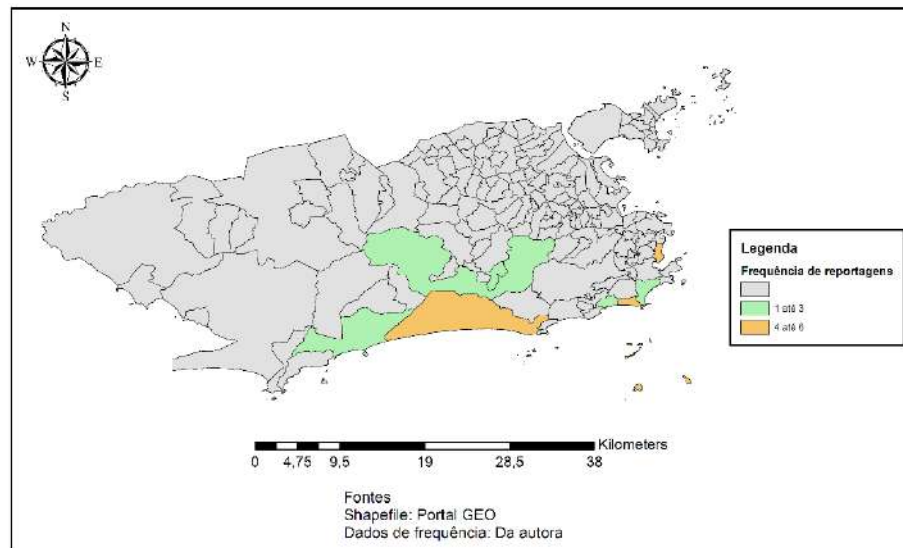 N
W E
S
Legenda
Frequência de reportagens
1 até 3
4 até 6
Kilometers
0 4,75 9,5 19 28,5 38
Fontes
Shapefile: Portal GEO
Dados de frequência: Da autora